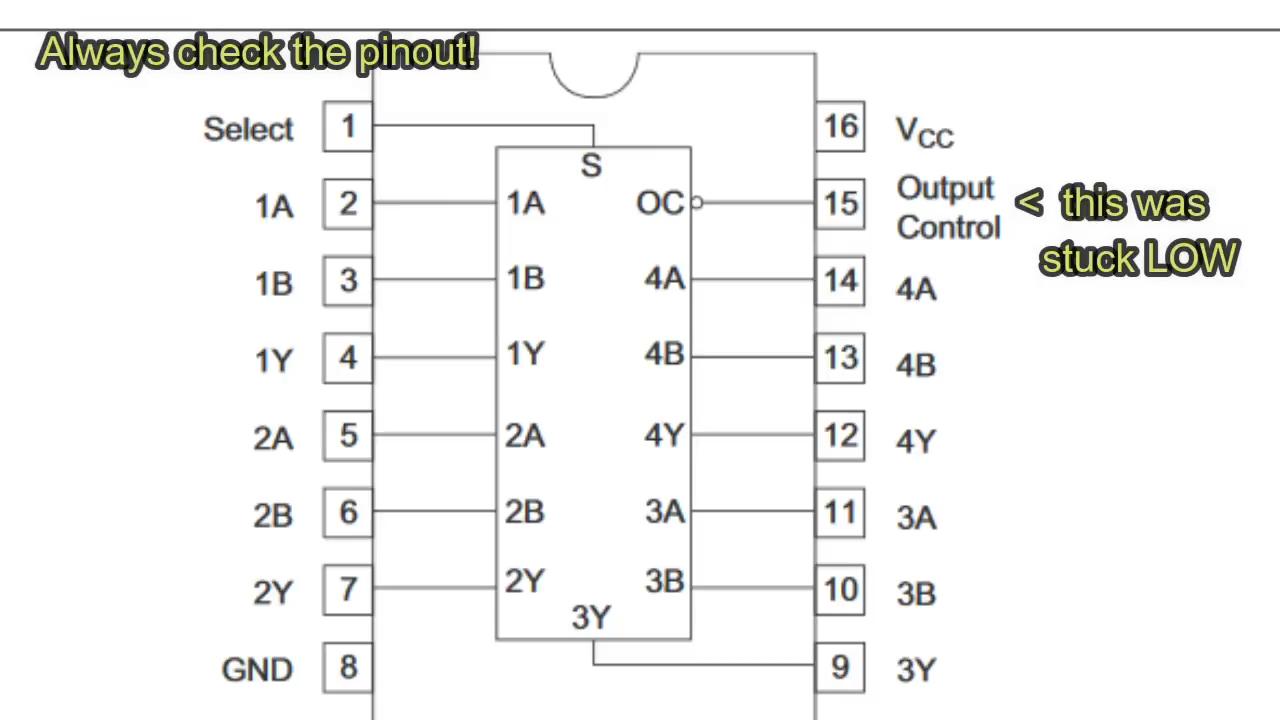 Always check the pinout!
Select 1 16 VCC
S
1A 2 1A OC 15 Output Control < this was stuck LOW
1B 3 1B 4A 14 4A
1Y 4 1Y 4B 13 4B
2A 5 2A 4Y 12 4Y
2B 6 2B 3A 11 3A
2Y 7 2Y 3B 10 3B
3Y
GND 8 9 3Y